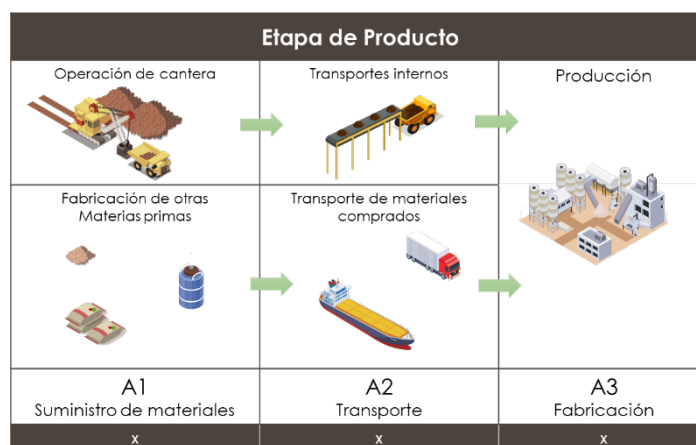 Etapa de Producto
Operación de cantera
Transportes internos
Producción
Fabricación de otras
Materias primas
Transporte de materiales
comprados
A1
Suministro de materiales
A2
Transporte
A3
Fabricación
x
x
x